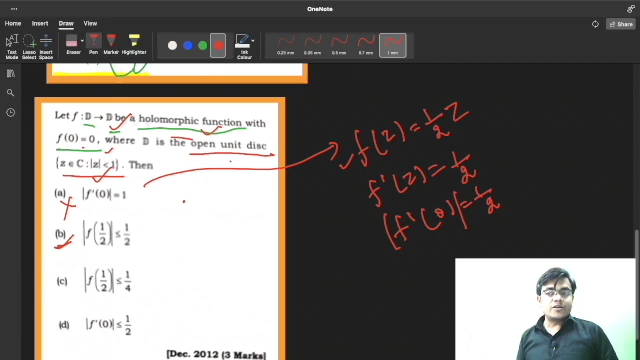 OneNote
Home Insert Draw View
Text Mode
Lasso Select
Insert Space
Eraser
Pen
Marker
Highlighter
Ink Colour
0.25 mm
0.35 mm
0.5 mm
0.7 mm
1 mm
Share
Let f : 𝔻 → 𝔻 be a holomorphic function with
f(0) = 0, where 𝔻 is the open unit disc
{z ∈ C : |z| < 1}. Then
(a) |f'(0)| = 1
(b) |f(1/2)| ≤ 1/2
(c) |f(1/2)| ≤ 1/4
(d) |f'(0)| ≤ 1/2
[Dec. 2012 (3 Marks)
f(z) = 1/2 z
f'(z) = 1/2
|f'(0)| = 1/2